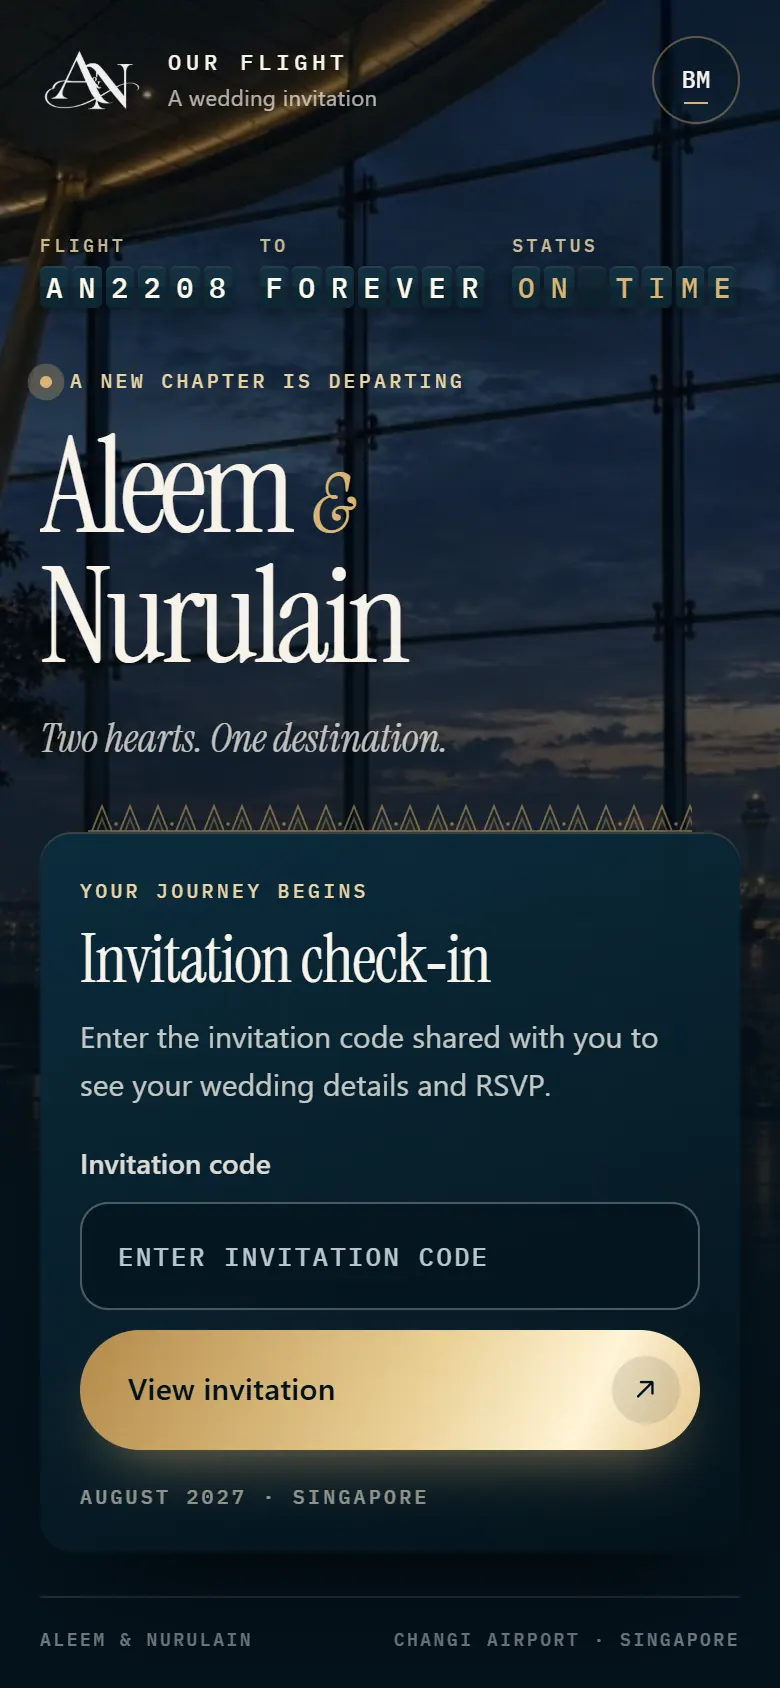 A&N
OUR FLIGHT
A wedding invitation
BM
FLIGHT TO STATUS
AN2208 FOREVER ON TIME
A NEW CHAPTER IS DEPARTING
Aleem &
Nurulain
Two hearts. One destination.
YOUR JOURNEY BEGINS
Invitation check-in
Enter the invitation code shared with you to
see your wedding details and RSVP.
Invitation code
ENTER INVITATION CODE
View invitation
AUGUST 2027 · SINGAPORE
ALEEM & NURULAIN CHANGI AIRPORT · SINGAPORE